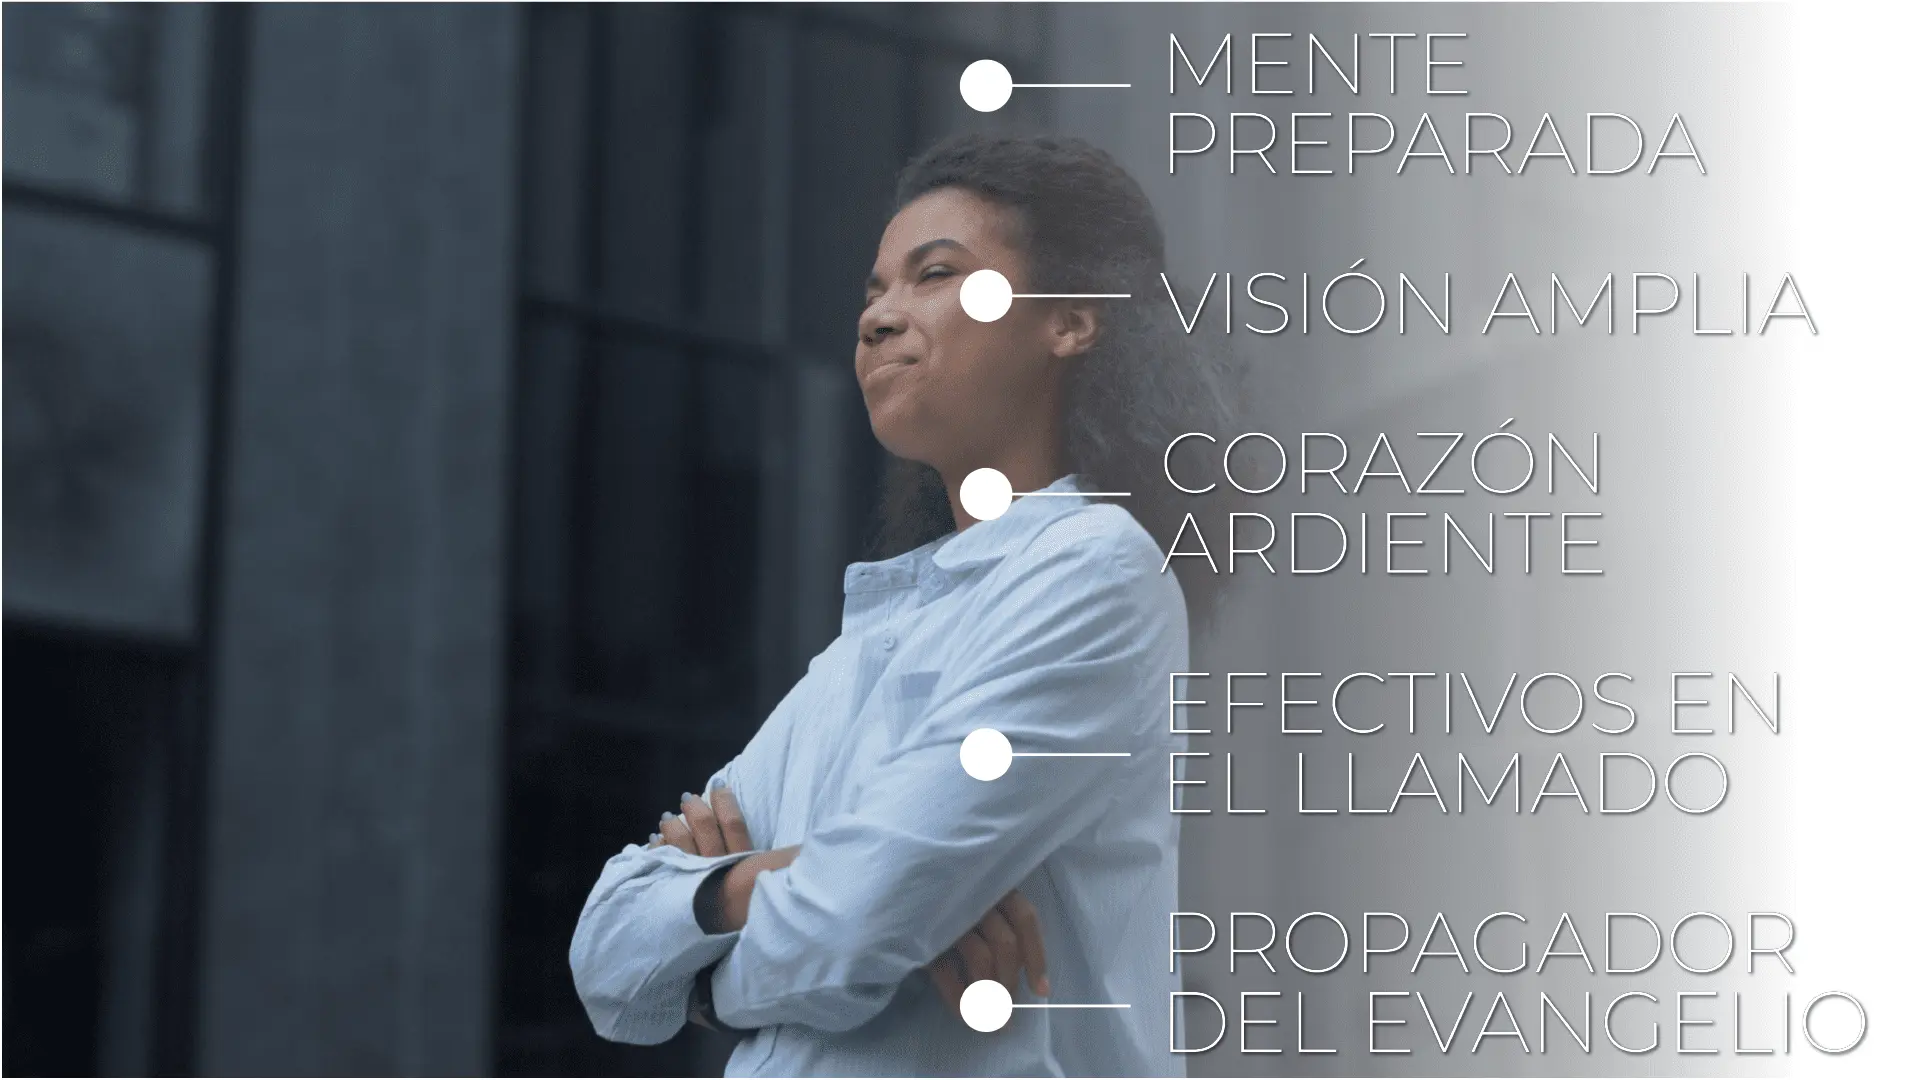 MENTE
PREPARADA
VISIÓN AMPLIA
CORAZÓN
ARDIENTE
EFECTIVOS EN
EL LLAMADO
PROPAGADOR
DEL EVANGELIO